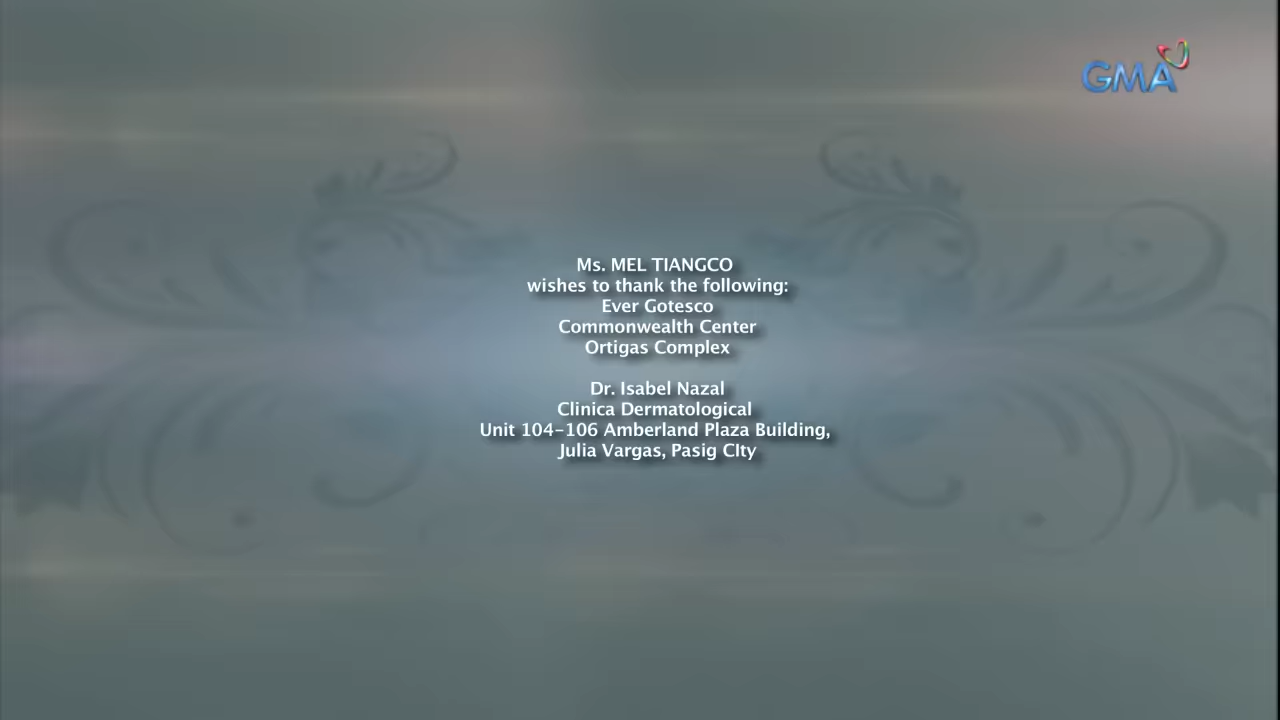 GMA
Ms. MEL TIANGCO
wishes to thank the following:
Ever Gotesco
Commonwealth Center
Ortigas Complex
Dr. Isabel Nazal
Clinica Dermatological
Unit 104-106 Amberland Plaza Building,
Julia Vargas, Pasig CIty